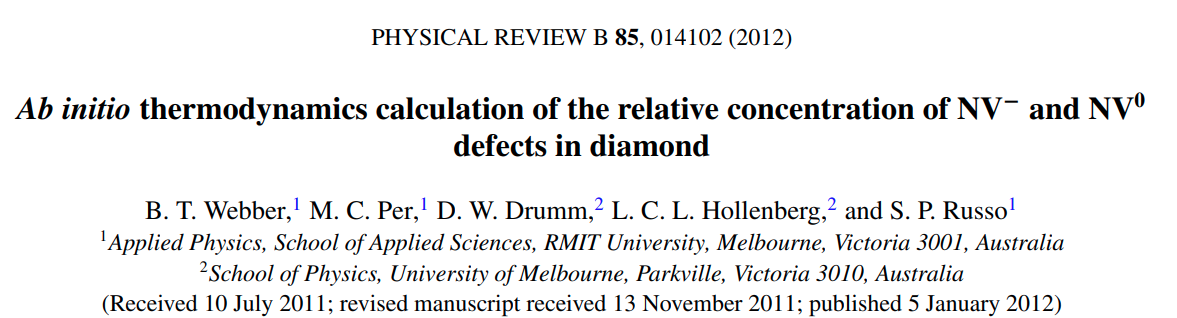 PHYSICAL REVIEW B 85, 014102 (2012)
Ab initio thermodynamics calculation of the relative concentration of NV⁻ and NV⁰
defects in diamond
B. T. Webber,¹ M. C. Per,¹ D. W. Drumm,² L. C. L. Hollenberg,² and S. P. Russo¹
¹Applied Physics, School of Applied Sciences, RMIT University, Melbourne, Victoria 3001, Australia
²School of Physics, University of Melbourne, Parkville, Victoria 3010, Australia
(Received 10 July 2011; revised manuscript received 13 November 2011; published 5 January 2012)